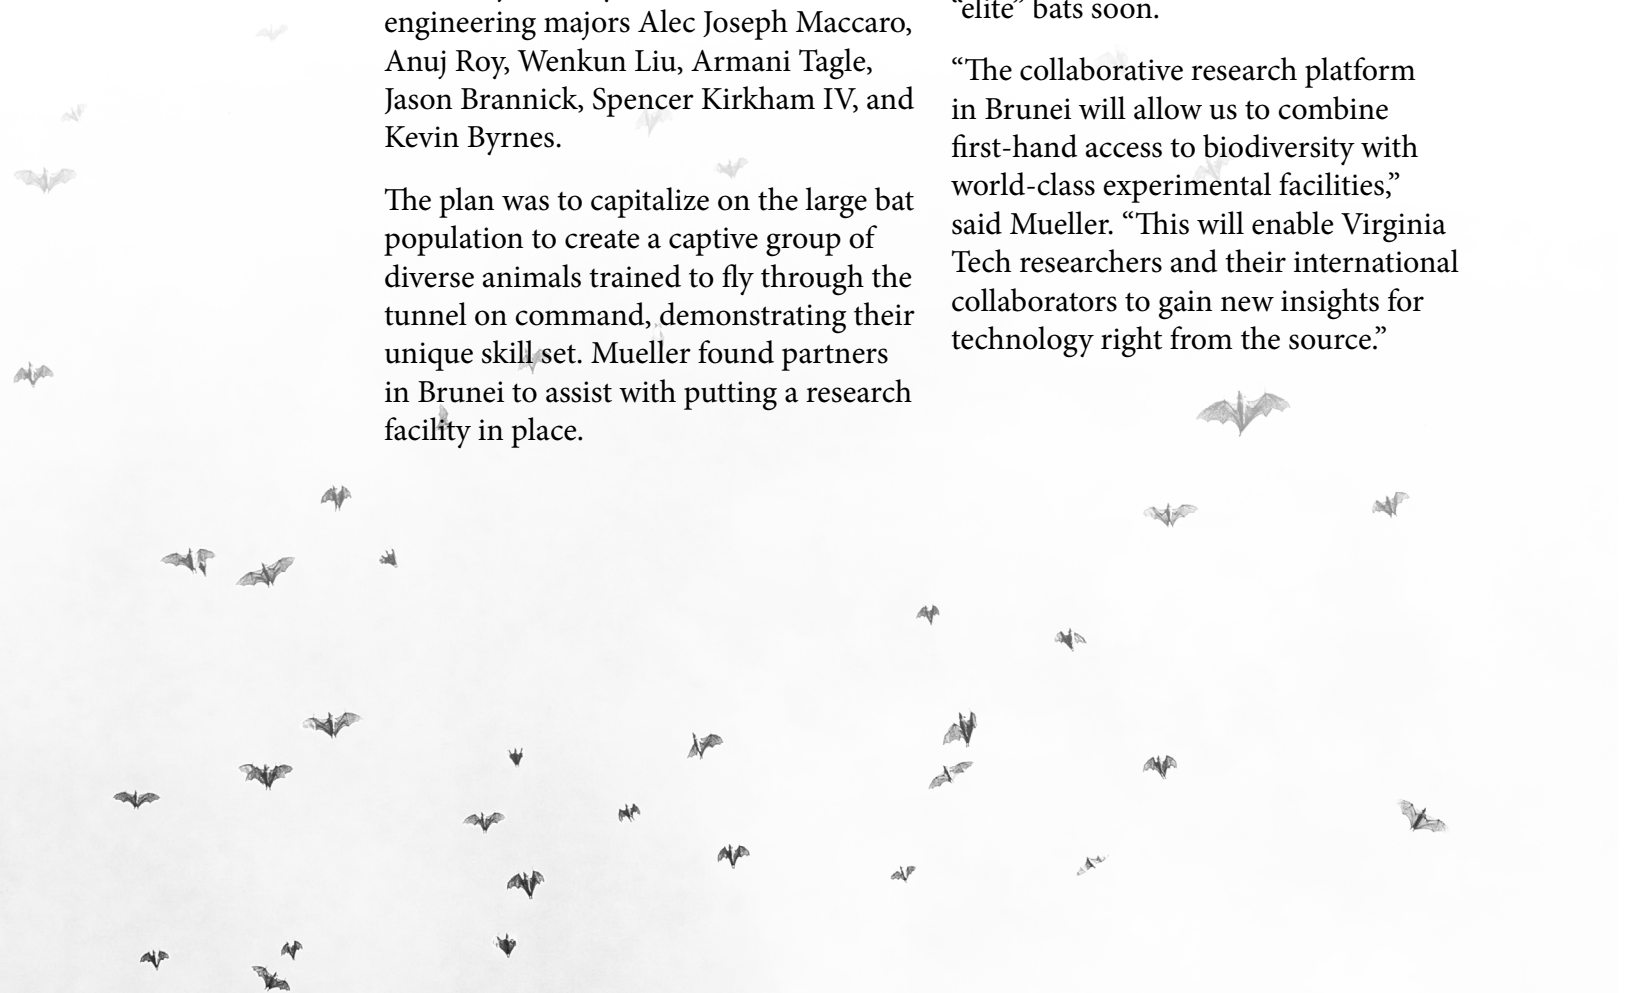 engineering majors Alec Joseph Maccaro,
Anuj Roy, Wenkun Liu, Armani Tagle,
Jason Brannick, Spencer Kirkham IV, and
Kevin Byrnes.
The plan was to capitalize on the large bat
population to create a captive group of
diverse animals trained to fly through the
tunnel on command, demonstrating their
unique skill set. Mueller found partners
in Brunei to assist with putting a research
facility in place.
“elite” bats soon.
“The collaborative research platform
in Brunei will allow us to combine
first-hand access to biodiversity with
world-class experimental facilities,”
said Mueller. “This will enable Virginia
Tech researchers and their international
collaborators to gain new insights for
technology right from the source.”